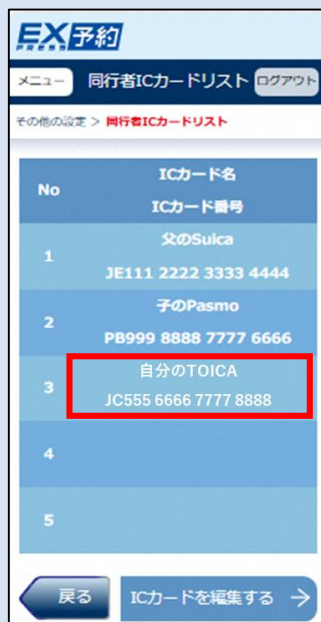 EX予約
EXPRESS
メニュー 同行者ICカードリスト ログアウト
その他の設定 > 同行者ICカードリスト
No ICカード名
ICカード番号
1 父のSuica
JE111 2222 3333 4444
2 子のPasmo
PB999 8888 7777 6666
3 自分のTOICA
JC555 6666 7777 8888
4
5
戻る ICカードを編集する →